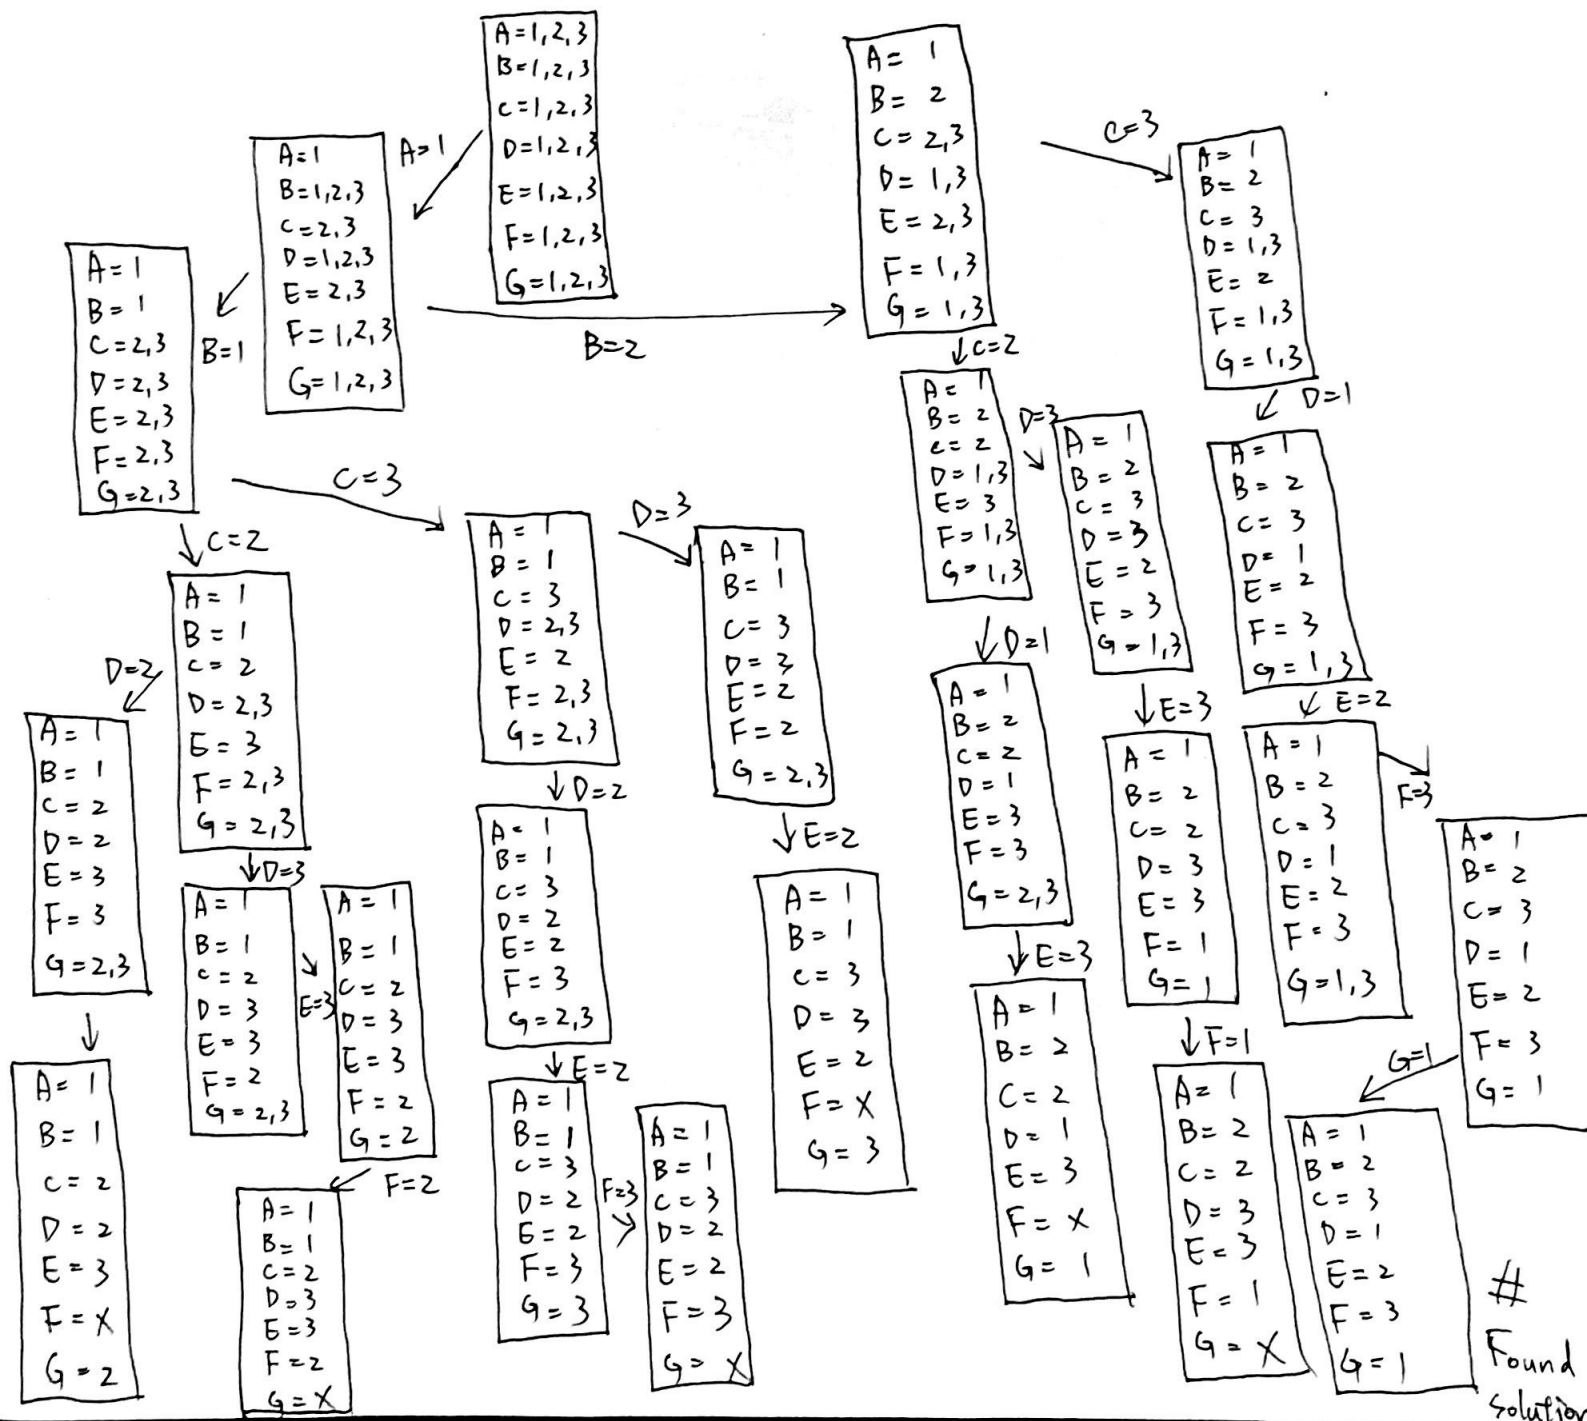 A=1,2,3
B=1,2,3
C=1,2,3
D=1,2,3
E=1,2,3
F=1,2,3
G=1,2,3
A=1
A=1
B=1,2,3
C=2,3
D=1,2,3
E=2,3
F=1,2,3
G=1,2,3
B=1
A=1
B=1
C=2,3
D=2,3
E=2,3
F=2,3
G=2,3
B=2
A=1
B=2
C=2,3
D=1,3
E=2,3
F=1,3
G=1,3
C=3
A=1
B=2
C=3
D=1,3
E=2
F=1,3
G=1,3
C=2
A=1
B=2
C=2
D=1,3
E=3
F=1,3
G=1,3
D=3
A=1
B=2
C=3
D=3
E=2
F=3
G=1,3
D=1
A=1
B=2
C=3
D=1
E=2
F=3
G=1,3
C=3
A=1
B=1
C=3
D=2,3
E=2
F=2,3
G=2,3
D=3
A=1
B=1
C=3
D=3
E=2
F=2
G=2,3
C=2
A=1
B=1
C=2
D=2,3
E=3
F=2,3
G=2,3
D=2
A=1
B=1
C=2
D=2
E=3
F=3
G=2,3
D=3
A=1
B=1
C=2
D=3
E=3
F=2
G=2,3
E=3
A=1
B=1
C=2
D=3
E=3
F=2
G=2
D=2
A=1
B=1
C=3
D=2
E=2
F=3
G=2,3
E=2
A=1
B=1
C=3
D=3
E=2
F=X
G=3
D=1
A=1
B=2
C=2
D=1
E=3
F=3
G=2,3
E=3
A=1
B=2
C=2
D=3
E=3
F=1
G=1
E=2
A=1
B=2
C=3
D=1
E=2
F=3
G=1,3
F=3
A=1
B=2
C=3
D=1
E=2
F=3
G=1
A=1
B=1
C=2
D=2
E=3
F=X
G=2
F=2
A=1
B=1
C=2
D=3
E=3
F=2
G=X
E=2
A=1
B=1
C=3
D=2
E=2
F=3
G=3
F=3
A=1
B=1
C=3
D=2
E=2
F=3
G=X
E=3
A=1
B=2
C=2
D=1
E=3
F=X
G=1
F=1
A=1
B=2
C=2
D=3
E=3
F=1
G=X
G=1
A=1
B=2
C=3
D=1
E=2
F=3
G=1
#
Found
solution